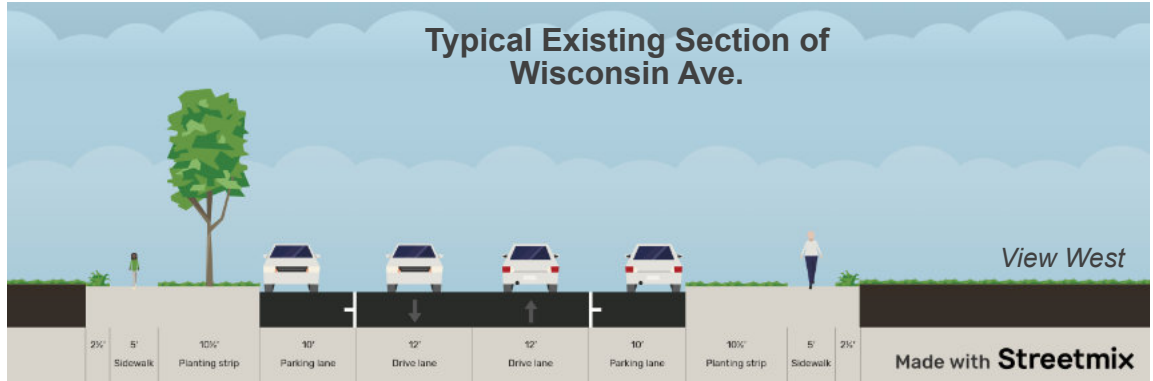 Typical Existing Section of
Wisconsin Ave.
View West
2½' 5' 10½' 10' 12' 12' 10' 10½' 5' 2½'
Sidewalk Planting strip Parking lane Drive lane Drive lane Parking lane Planting strip Sidewalk
Made with Streetmix